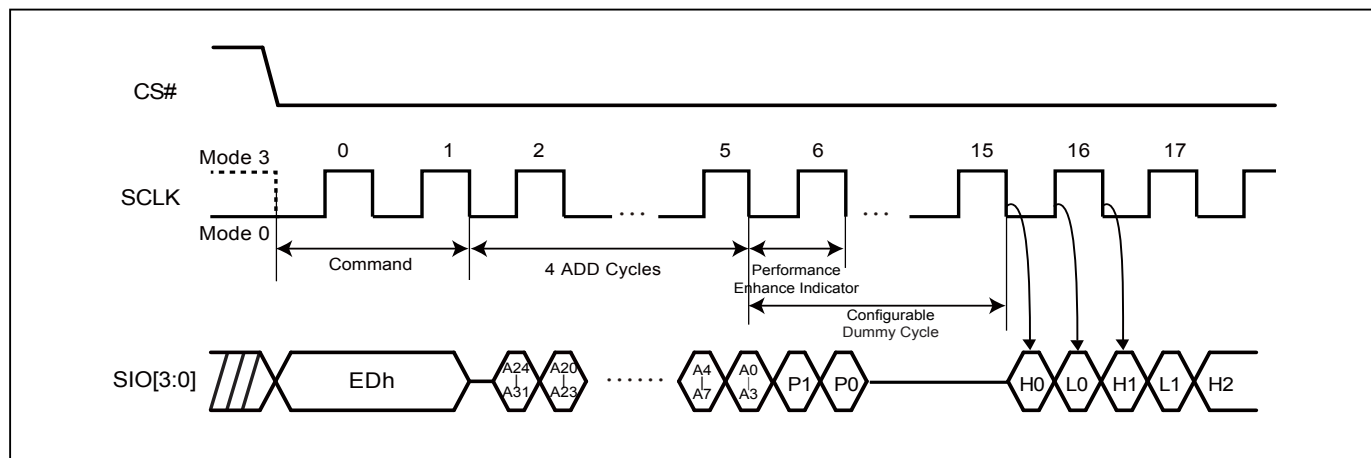 CS#
Mode 3
0 1 2 5 6 15 16 17
SCLK
... ...
Mode 0
Command
4 ADD Cycles
Performance
Enhance Indicator
Configurable
Dummy Cycle
SIO[3:0]
EDh
A24
|
A31
A20
|
A23
......
A4
|
A7
A0
|
A3
P1
P0
H0
L0
H1
L1
H2